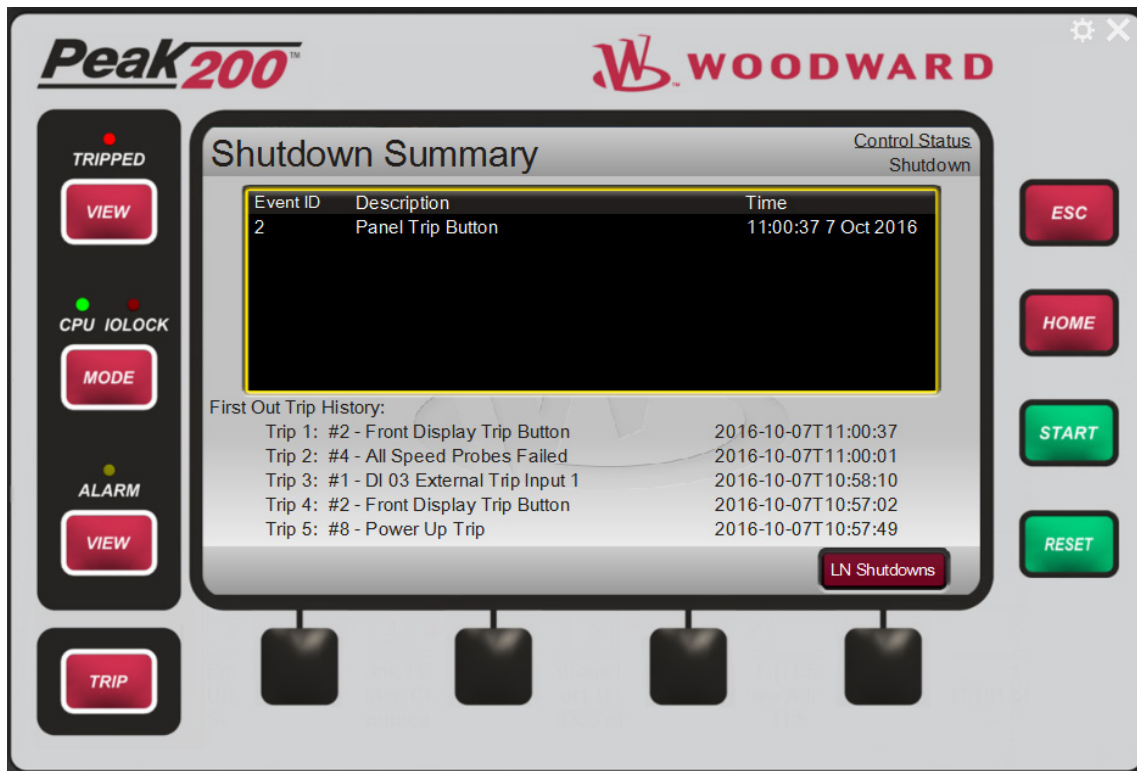 Peak200™
WOODWARD
TRIPPED
VIEW
CPU IOLOCK
MODE
ALARM
VIEW
TRIP
Shutdown Summary
Control Status
Shutdown
Event ID Description Time
2 Panel Trip Button 11:00:37 7 Oct 2016
First Out Trip History:
Trip 1: #2 - Front Display Trip Button 2016-10-07T11:00:37
Trip 2: #4 - All Speed Probes Failed 2016-10-07T11:00:01
Trip 3: #1 - DI 03 External Trip Input 1 2016-10-07T10:58:10
Trip 4: #2 - Front Display Trip Button 2016-10-07T10:57:02
Trip 5: #8 - Power Up Trip 2016-10-07T10:57:49
LN Shutdowns
ESC
HOME
START
RESET